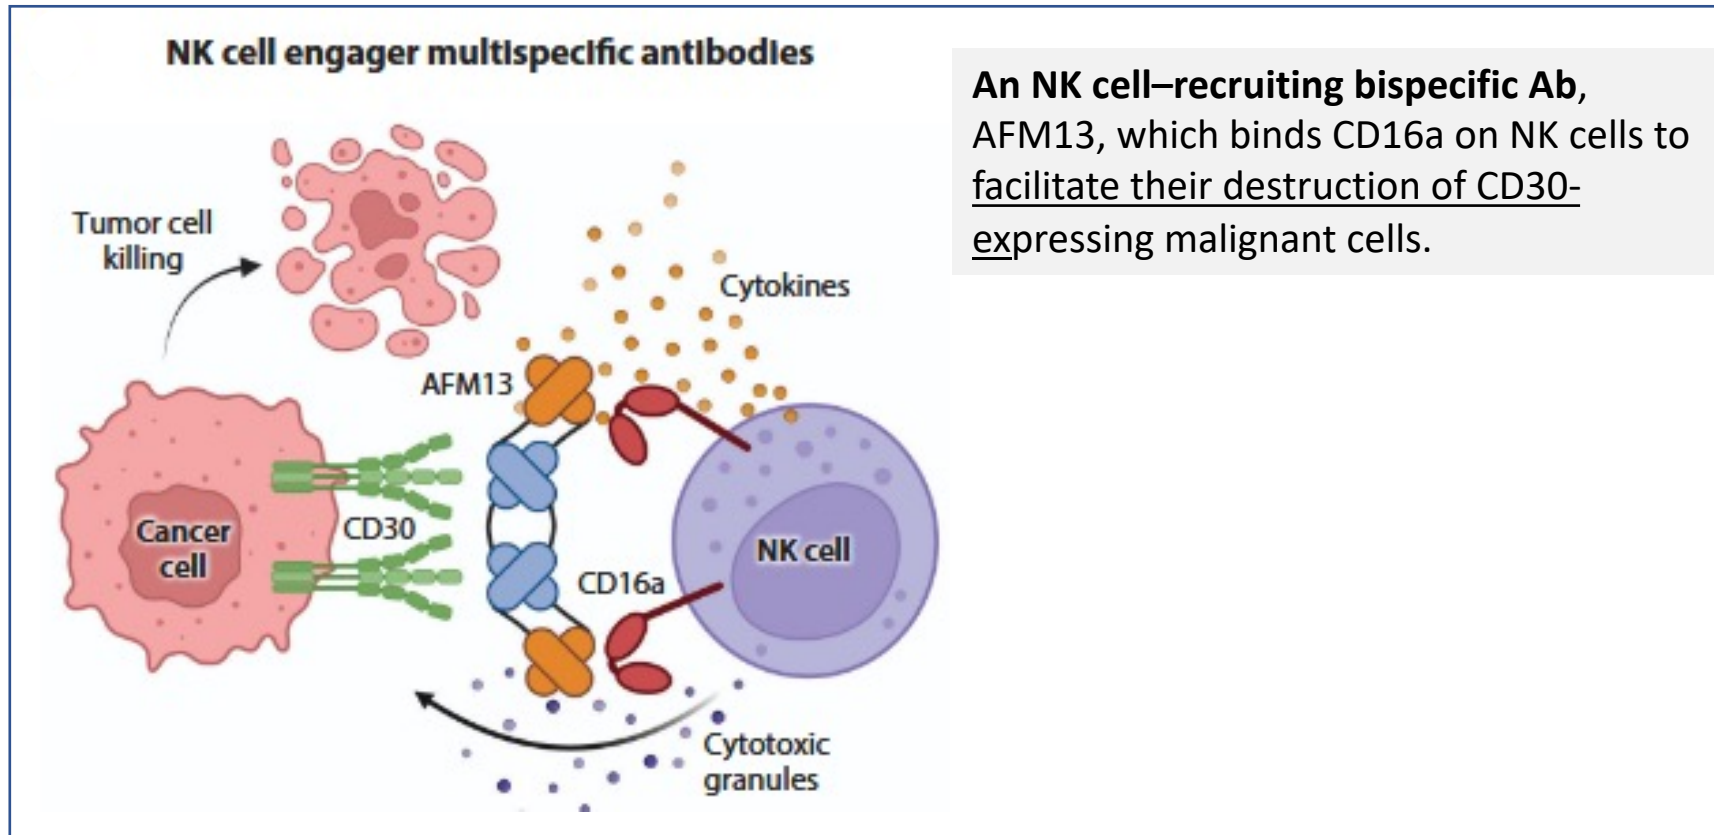 NK cell engager multispecific antibodies
An NK cell–recruiting bispecific Ab,
AFM13, which binds CD16a on NK cells to
facilitate their destruction of CD30-
expressing malignant cells.
Tumor cell
killing
Cytokines
AFM13
Cancer
cell
CD30
CD16a
NK cell
Cytotoxic
granules